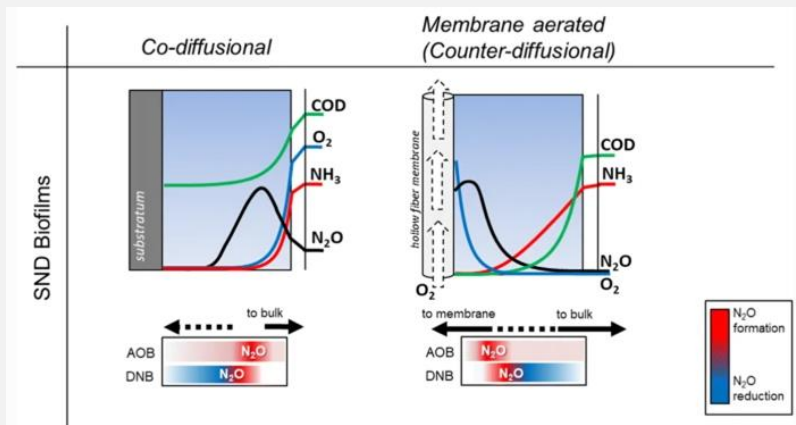 Co-diffusional
Membrane aerated
(Counter-diffusional)
SND Biofilms
substratum
COD
O₂
NH₃
N₂O
hollow fiber membrane
O₂
COD
NH₃
N₂O
O₂
to bulk
AOB N₂O
DNB N₂O
to membrane to bulk
AOB N₂O
DNB N₂O
N₂O
formation
N₂O
reduction